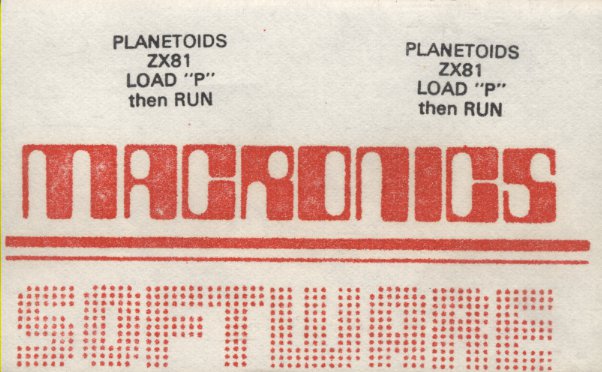 PLANETOIDS
ZX81
LOAD "P"
then RUN
PLANETOIDS
ZX81
LOAD "P"
then RUN
MACRONICS
SOFTWARE